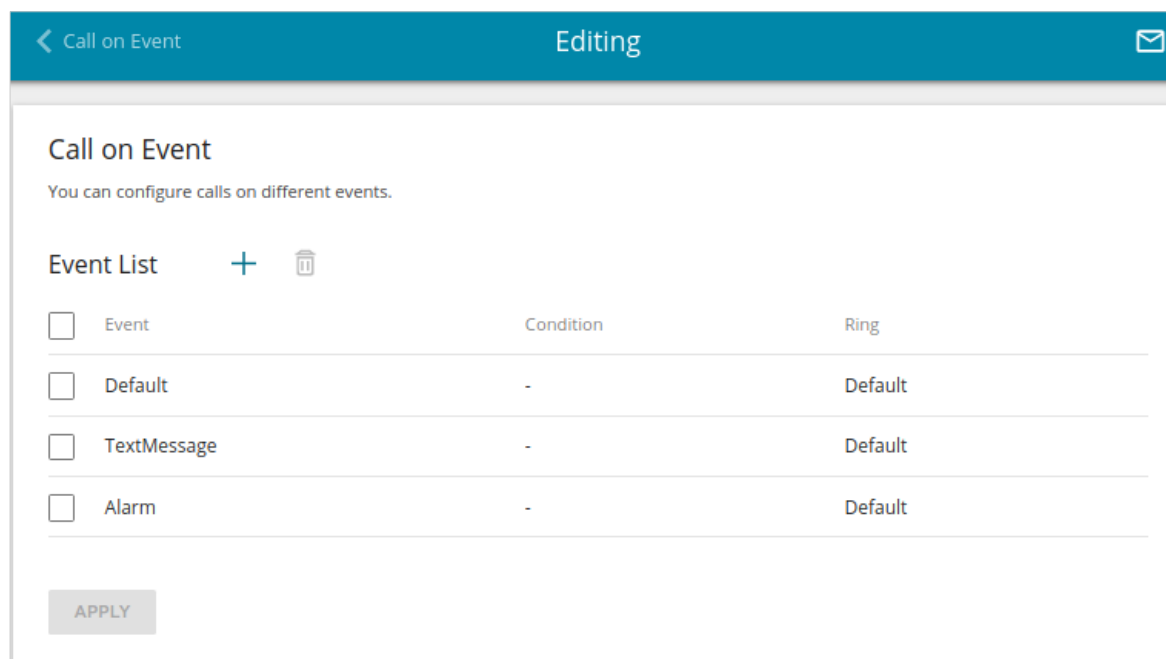 Call on Event Editing
Call on Event
You can configure calls on different events.
Event List
Event Condition Ring
Default - Default
TextMessage - Default
Alarm - Default
APPLY